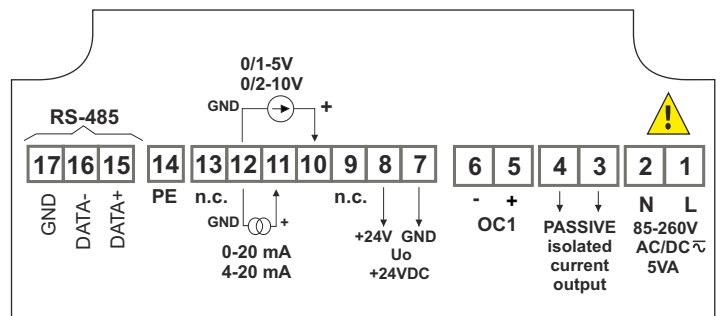 0/1-5V
0/2-10V
GND +
RS-485
17 16 15 14 13 12 11 10 9 8 7 6 5 4 3 2 1
GND
DATA-
DATA+
PE
n.c.
GND +
0-20 mA
4-20 mA
n.c.
+24V GND
Uo
+24VDC
- +
OC1
PASSIVE
isolated
current
output
N L
85-260V
AC/DC
5VA